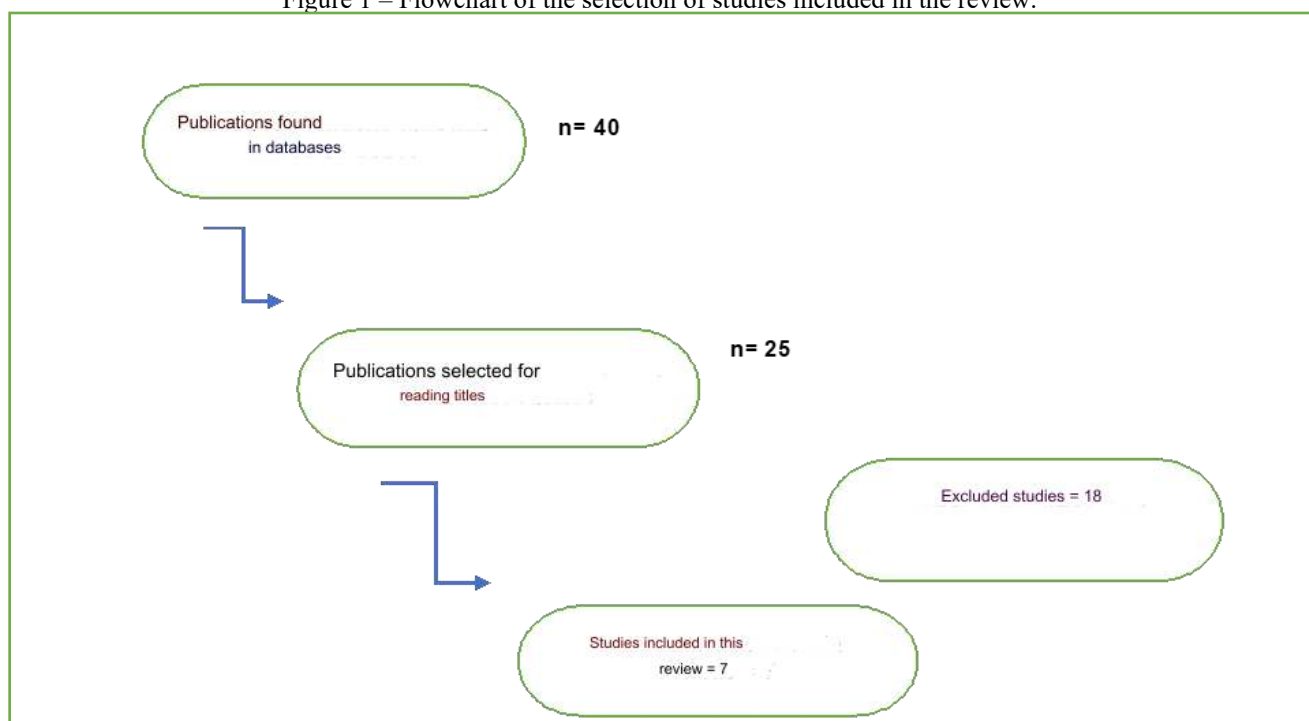 Figure 1 – Flowchart of the selection of studies included in the review.
Publications found
in databases
n= 40
Publications selected for
reading titles
n= 25
Excluded studies = 18
Studies included in this
review = 7